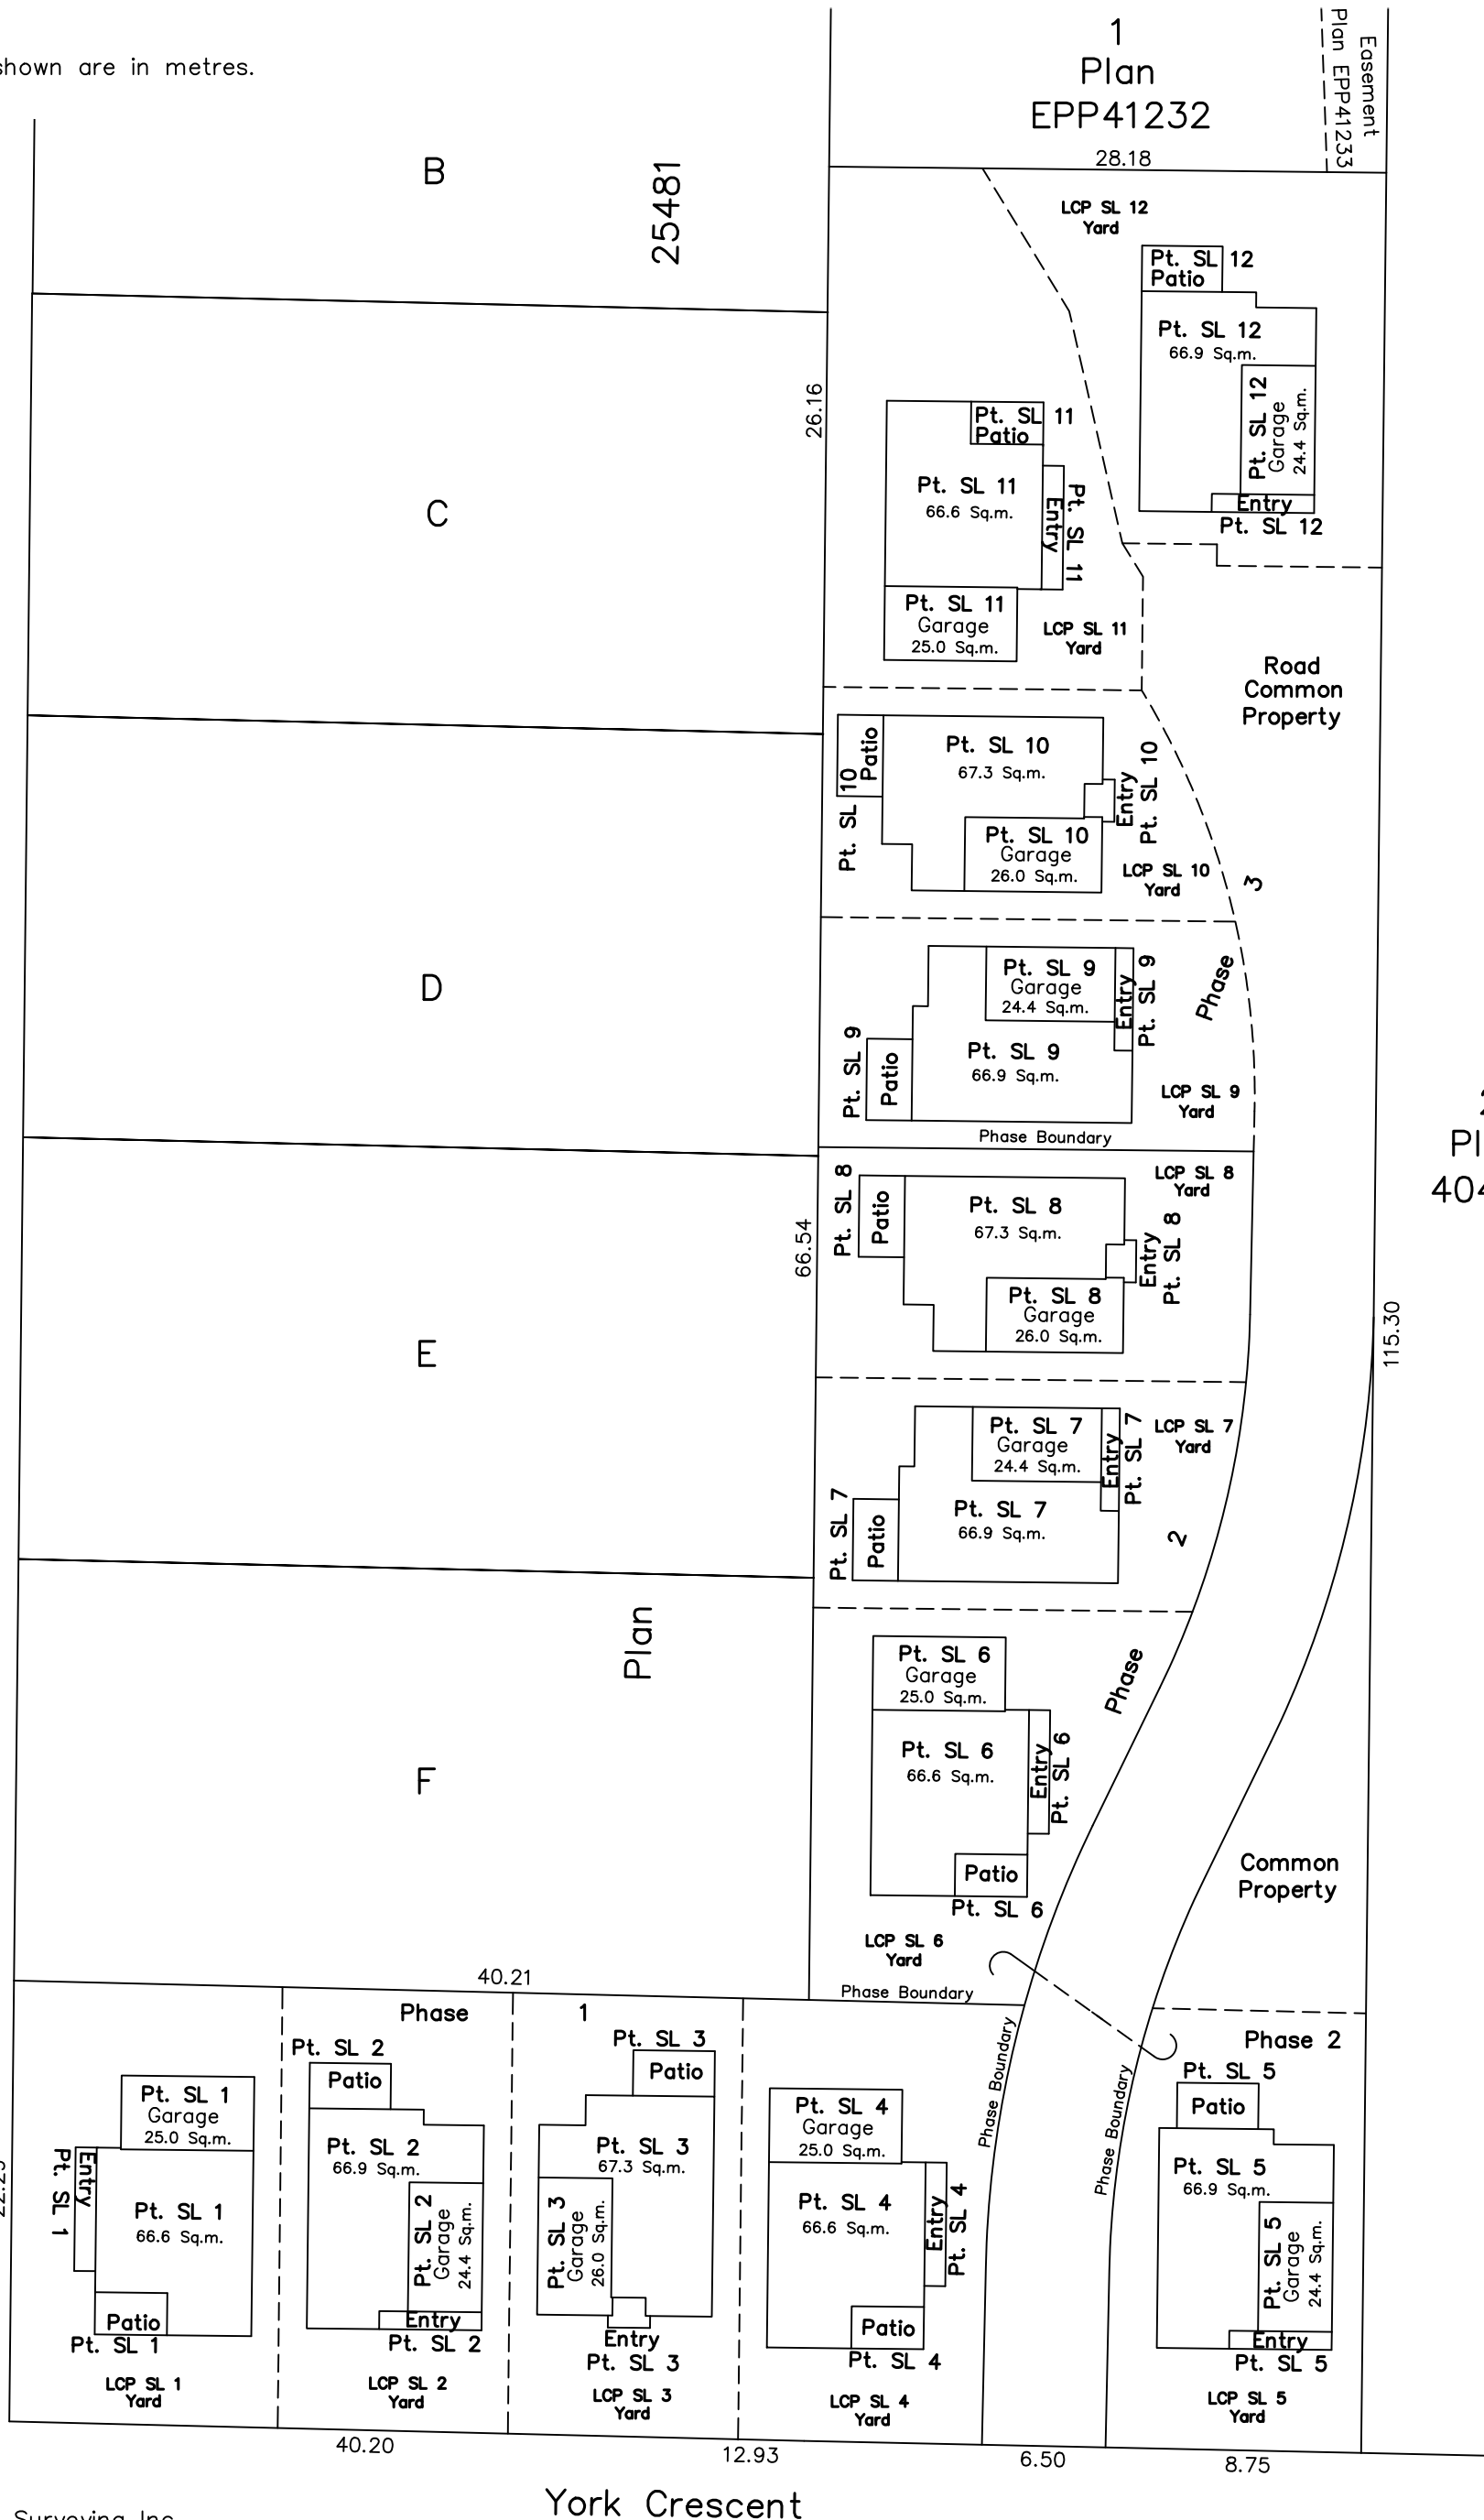 shown are in metres.
1
Plan
EPP41232
28.18
Easement
Plan EPP41233
B
25481
LCP SL 12
Yard
Pt. SL 12
Patio
Pt. SL 12
66.9 Sq.m.
Pt. SL 12
Garage
24.4 Sq.m.
Entry
Pt. SL 12
26.16
C
Pt. SL 11
Patio
Pt. SL 11
66.6 Sq.m.
Entry
Pt. SL 11
Pt. SL 11
Garage
25.0 Sq.m.
LCP SL 11
Yard
Road
Common
Property
Patio
Pt. SL 10
Pt. SL 10
67.3 Sq.m.
Entry
Pt. SL 10
Pt. SL 10
Garage
26.0 Sq.m.
LCP SL 10
Yard
3
Phase
D
Pt. SL 9
Garage
24.4 Sq.m.
Entry
Pt. SL 9
Pt. SL 9
Patio
Pt. SL 9
66.9 Sq.m.
LCP SL 9
Yard
Phase Boundary
Pl
404
LCP SL 8
Yard
Pt. SL 8
Patio
Pt. SL 8
67.3 Sq.m.
Entry
Pt. SL 8
Pt. SL 8
Garage
26.0 Sq.m.
66.54
115.30
E
Pt. SL 7
Garage
24.4 Sq.m.
Entry
Pt. SL 7
LCP SL 7
Yard
Pt. SL 7
Patio
Pt. SL 7
66.9 Sq.m.
2
Phase
Plan
Pt. SL 6
Garage
25.0 Sq.m.
Pt. SL 6
66.6 Sq.m.
Entry
Pt. SL 6
Patio
Pt. SL 6
F
Common
Property
LCP SL 6
Yard
Phase Boundary
40.21
Phase 1
Phase Boundary
Phase Boundary
Phase 2
Pt. SL 1
Garage
25.0 Sq.m.
Entry
Pt. SL 1
Pt. SL 1
66.6 Sq.m.
Patio
Pt. SL 1
LCP SL 1
Yard
Pt. SL 2
Patio
Pt. SL 2
66.9 Sq.m.
Pt. SL 2
Garage
24.4 Sq.m.
Entry
Pt. SL 2
LCP SL 2
Yard
Pt. SL 3
Patio
Pt. SL 3
67.3 Sq.m.
Pt. SL 3
Garage
26.0 Sq.m.
Entry
Pt. SL 3
LCP SL 3
Yard
Pt. SL 4
Garage
25.0 Sq.m.
Pt. SL 4
66.6 Sq.m.
Entry
Pt. SL 4
Patio
Pt. SL 4
LCP SL 4
Yard
Pt. SL 5
Patio
Pt. SL 5
66.9 Sq.m.
Pt. SL 5
Garage
24.4 Sq.m.
Entry
Pt. SL 5
LCP SL 5
Yard
40.20
12.93
6.50
8.75
York Crescent
Surveying Inc.